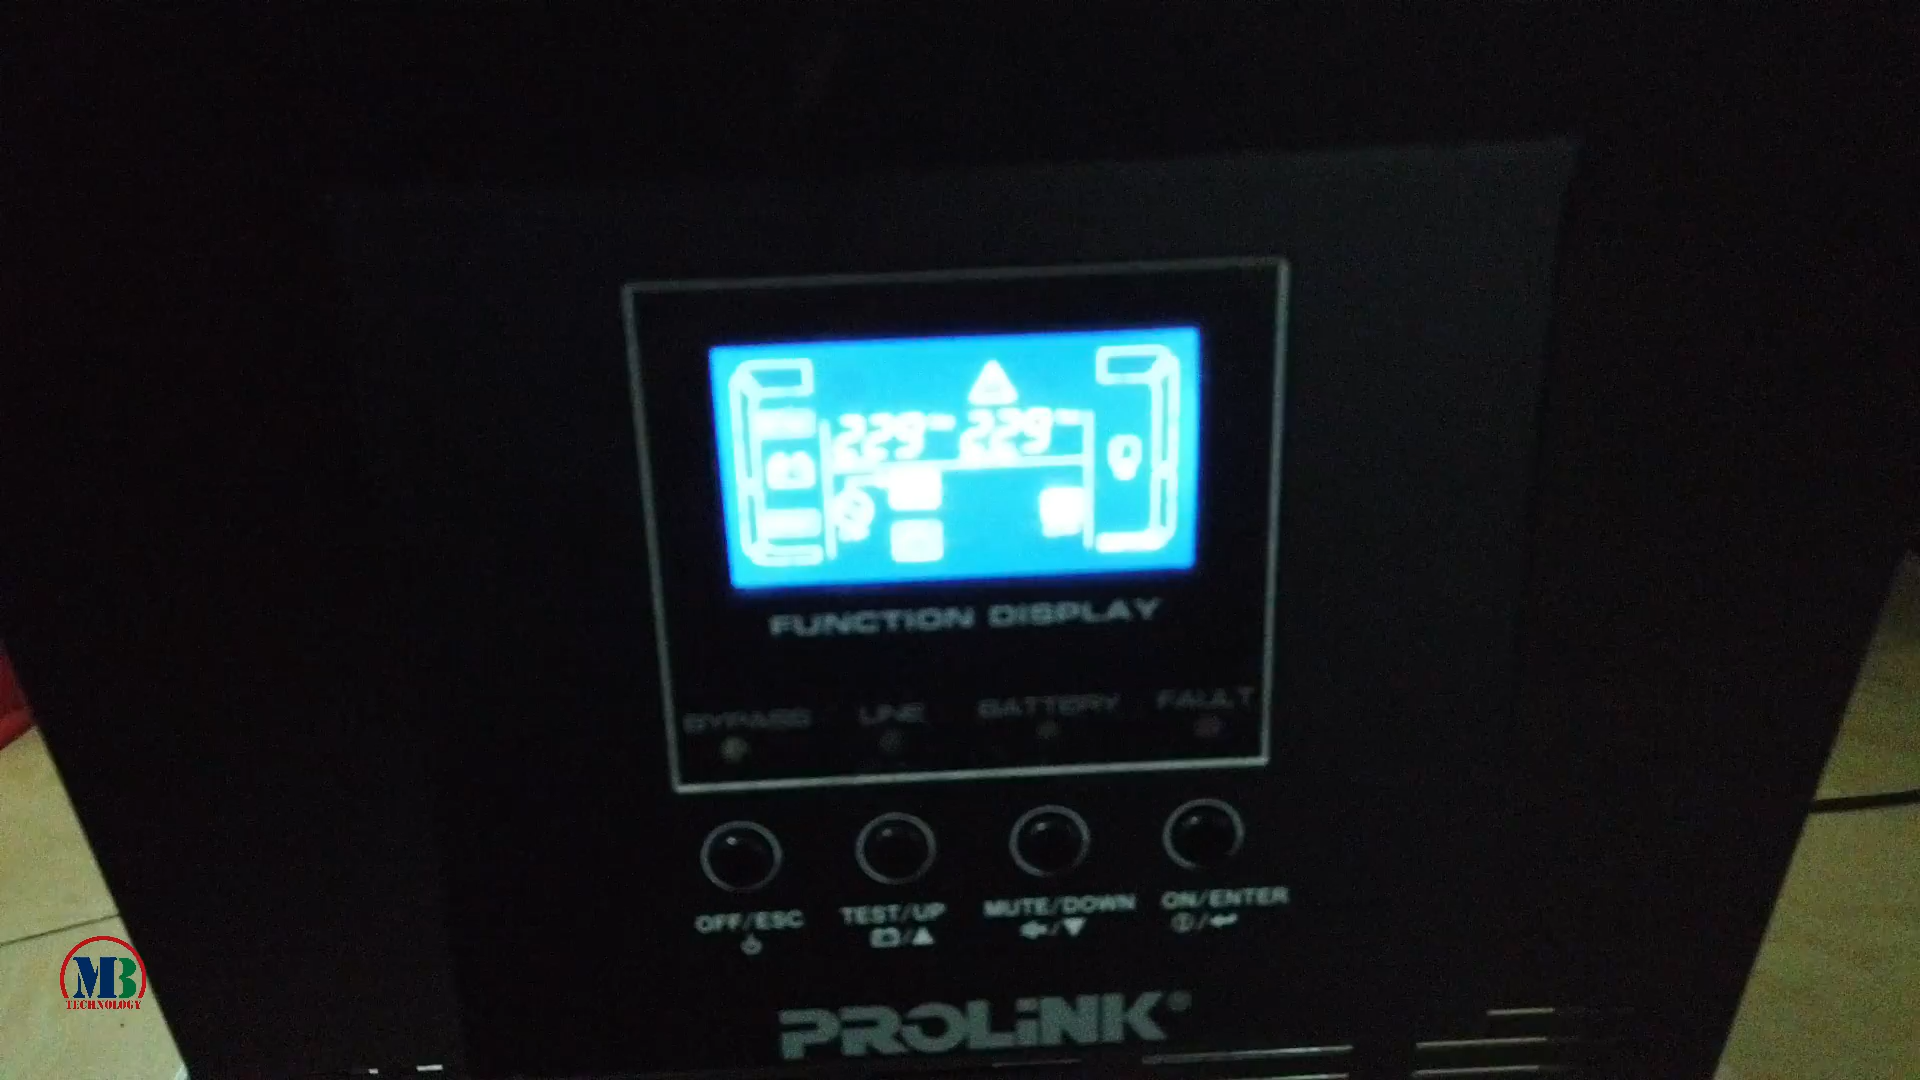 229 229
FUNCTION DISPLAY
BYPASS LINE BATTERY FAULT
OFF/ESC TEST/UP MUTE/DOWN ON/ENTER
PROLiNK®
MB
TECHNOLOGY